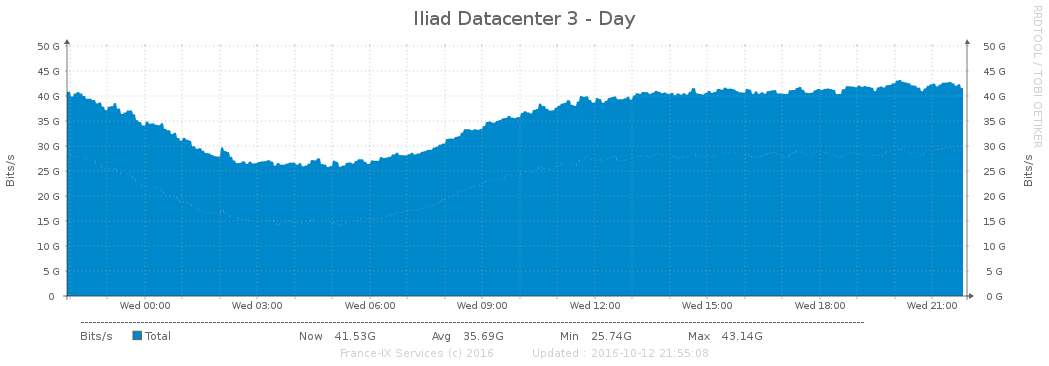 Iliad Datacenter 3 - Day
RRDTOOL / TOBI OETIKER
Bits/s
50 G
45 G
40 G
35 G
30 G
25 G
20 G
15 G
10 G
5 G
0
50 G
45 G
40 G
35 G
30 G
25 G
20 G
15 G
10 G
5 G
0 G
Bits/s
Wed 00:00 Wed 03:00 Wed 06:00 Wed 09:00 Wed 12:00 Wed 15:00 Wed 18:00 Wed 21:00
Bits/s Total Now 41.53G Avg 35.69G Min 25.74G Max 43.14G
France-IX Services (c) 2016 Updated : 2016-10-12 21:55:08